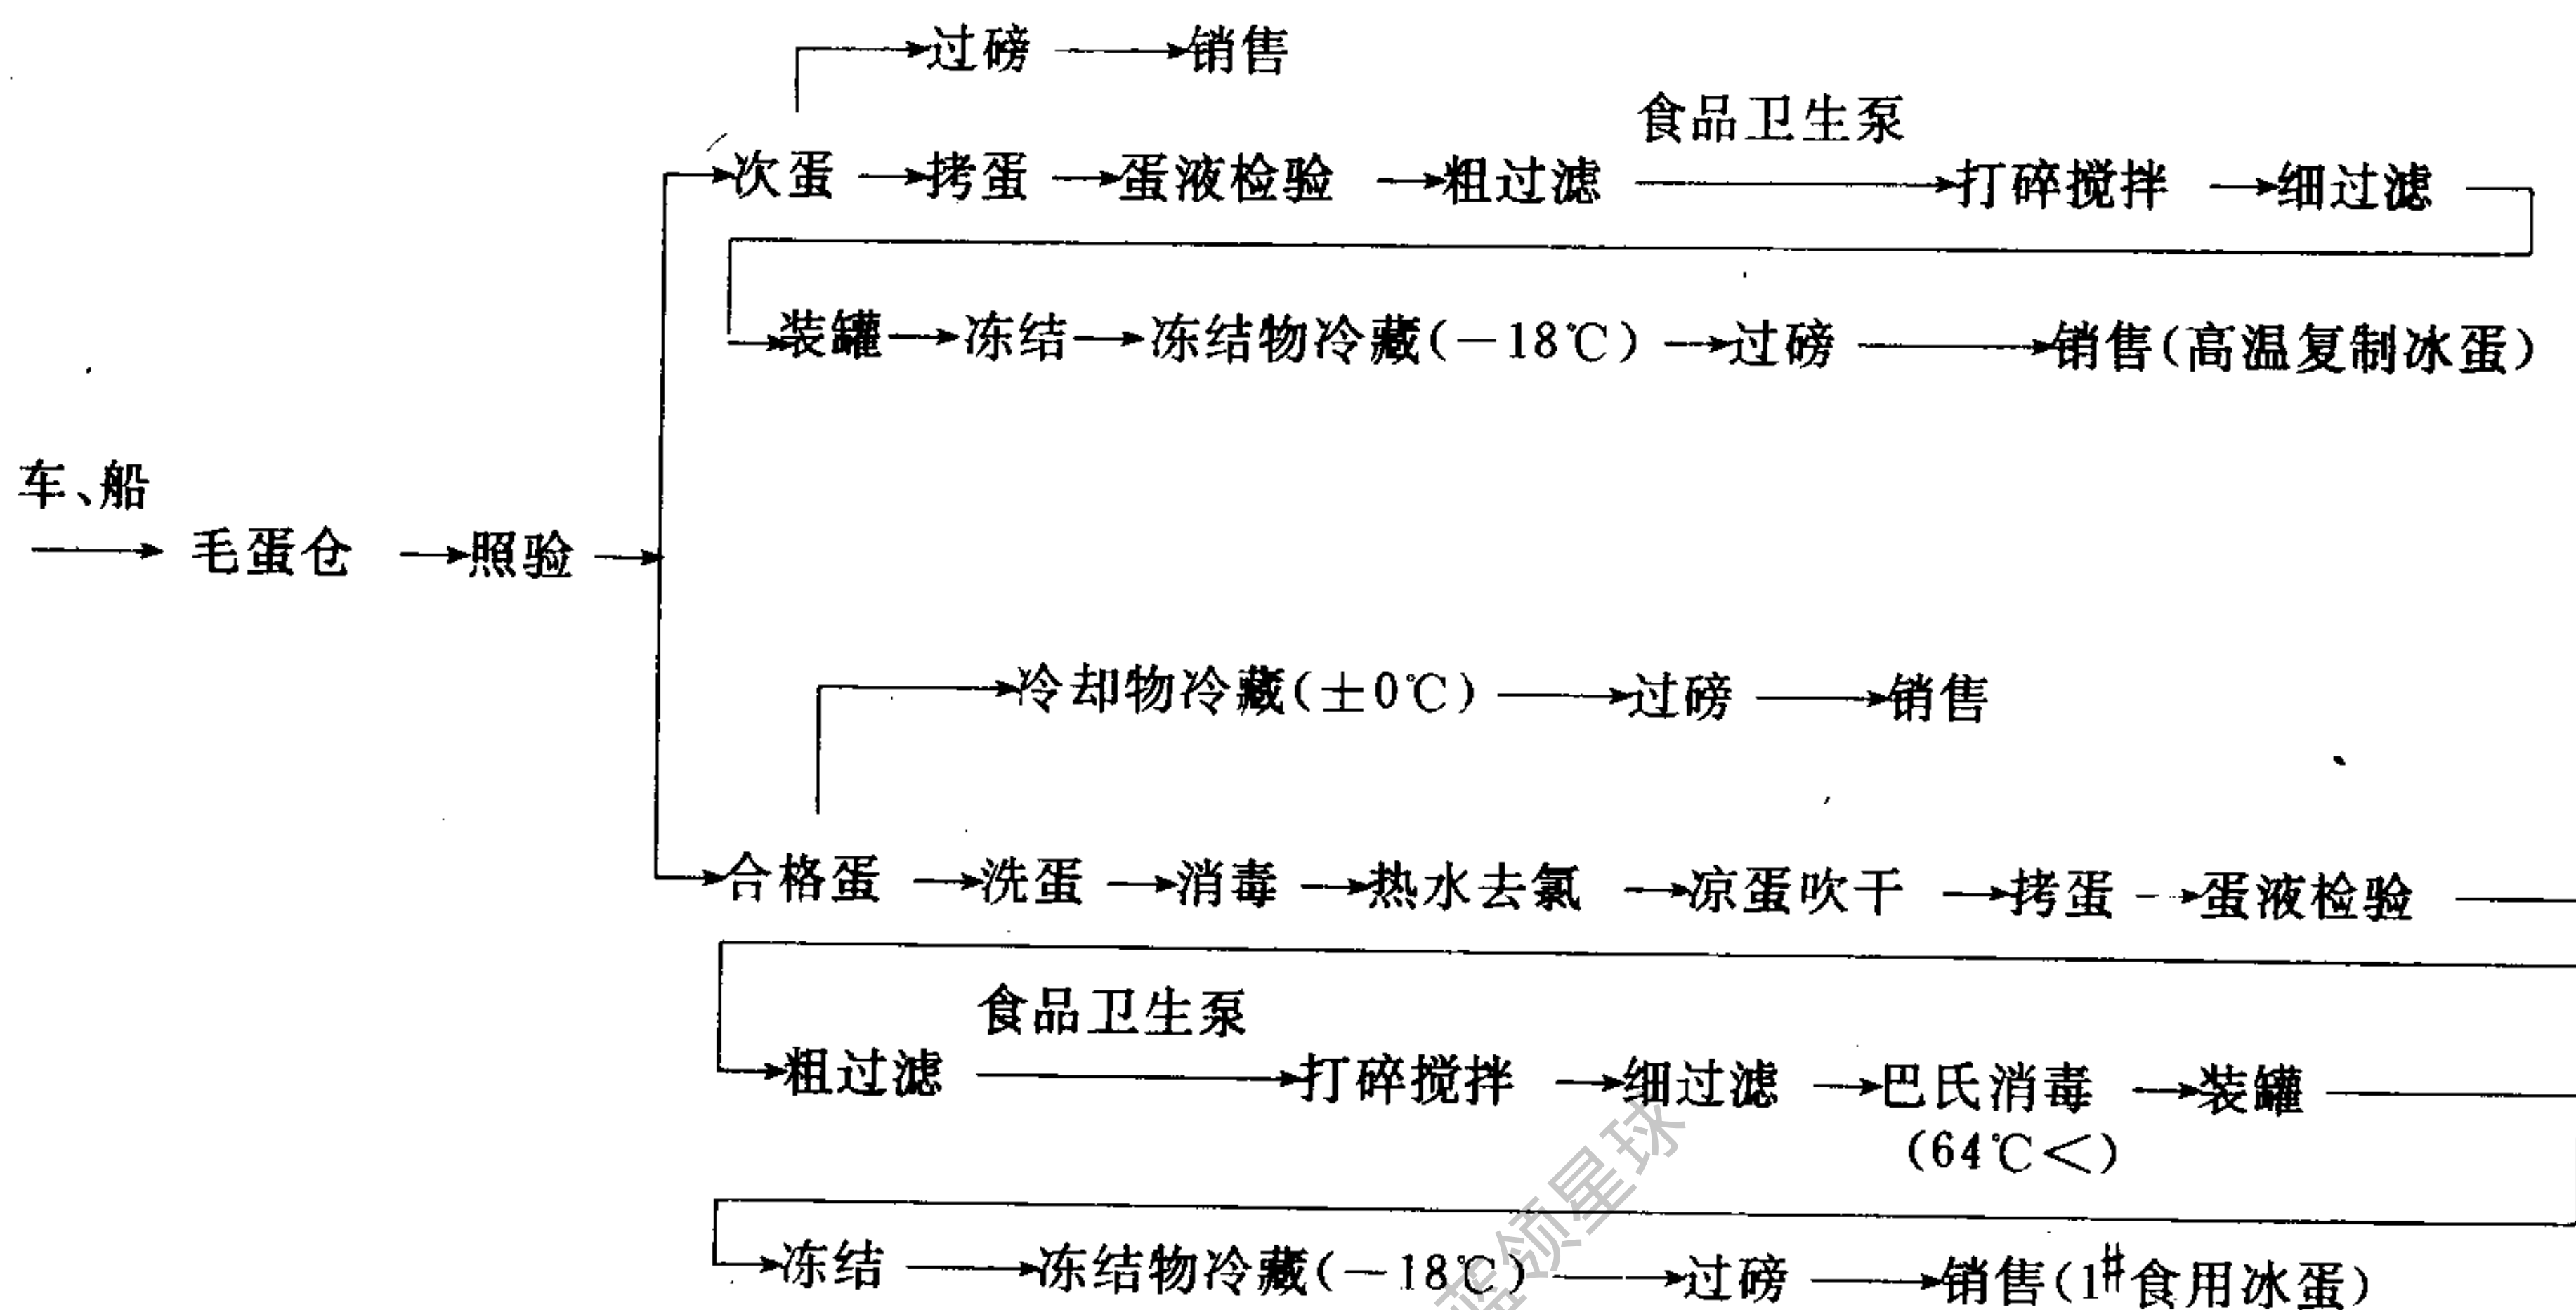 →过磅→销售
食品卫生泵
→次蛋→拷蛋→蛋液检验→粗过滤→打碎搅拌→细过滤
→装罐→冻结→冻结物冷藏(－18℃)→过磅→销售(高温复制冰蛋)
车、船
→毛蛋仓→照验→
→冷却物冷藏(±0℃)→过磅→销售
→合格蛋→洗蛋→消毒→热水去氯→凉蛋吹干→拷蛋→蛋液检验
食品卫生泵
→粗过滤→打碎搅拌→细过滤→巴氏消毒→装罐
(64℃<)
→冻结→冻结物冷藏(－18℃)→过磅→销售(1#食用冰蛋)
蓝领星球